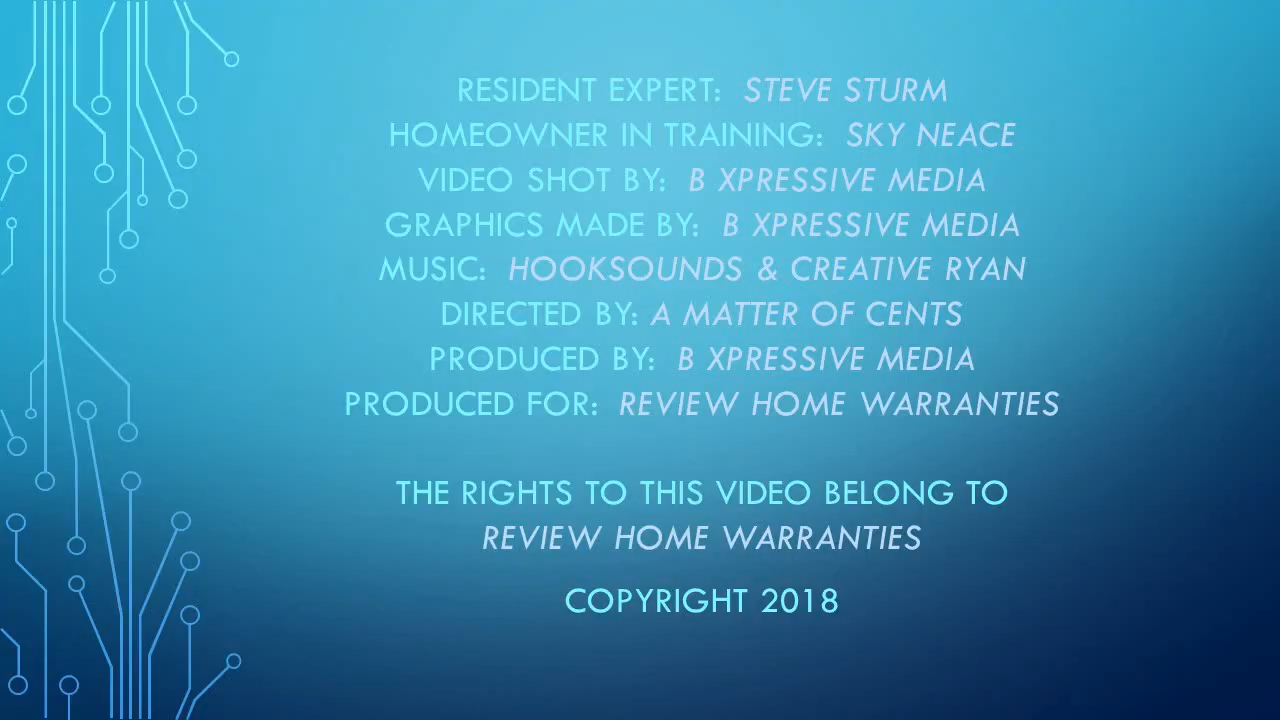 RESIDENT EXPERT: STEVE STURM
HOMEOWNER IN TRAINING: SKY NEACE
VIDEO SHOT BY: B XPRESSIVE MEDIA
GRAPHICS MADE BY: B XPRESSIVE MEDIA
MUSIC: HOOKSOUNDS & CREATIVE RYAN
DIRECTED BY: A MATTER OF CENTS
PRODUCED BY: B XPRESSIVE MEDIA
PRODUCED FOR: REVIEW HOME WARRANTIES
THE RIGHTS TO THIS VIDEO BELONG TO
REVIEW HOME WARRANTIES
COPYRIGHT 2018